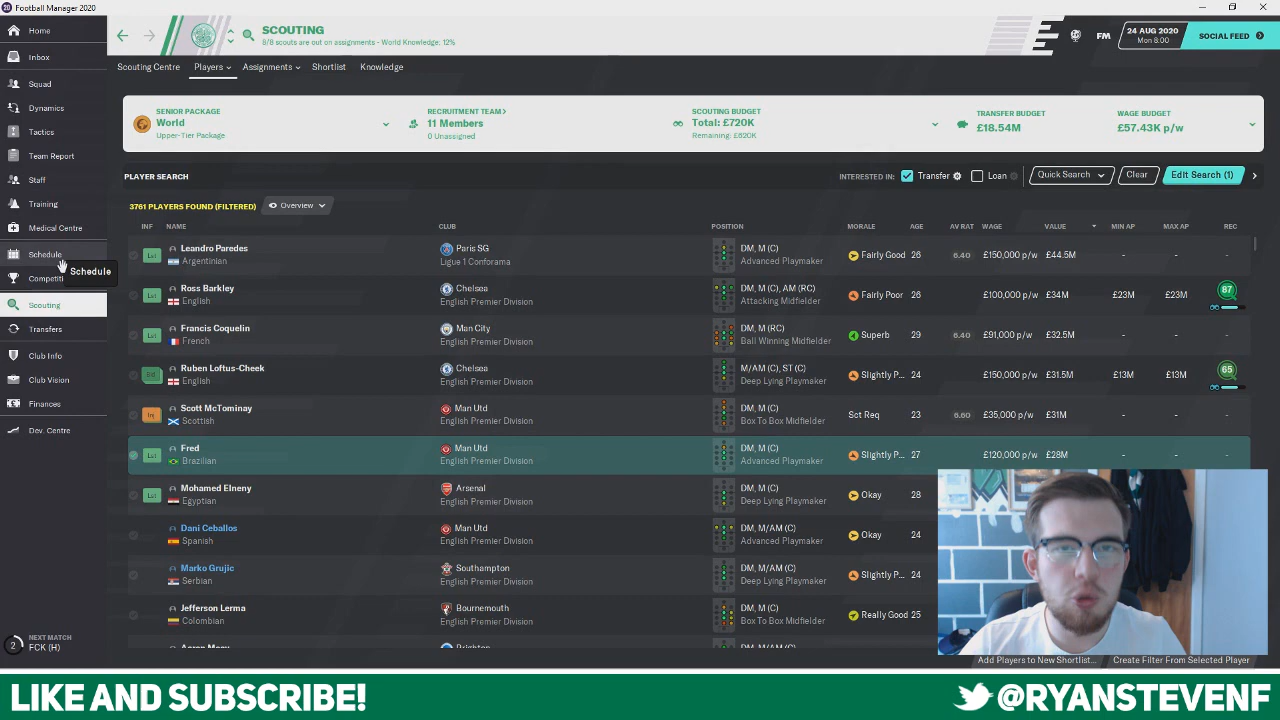 20 Football Manager 2020
Home
Inbox
Squad
Dynamics
Tactics
Team Report
Staff
Training
Medical Centre
Schedule
Schedule
Competiti
Scouting
Transfers
Club Info
Club Vision
Finances
Dev. Centre
2 NEXT MATCH
FCK (H)
SCOUTING
8/8 scouts are out on assignments - World Knowledge: 12%
FM
24 AUG 2020
Mon 8:00
SOCIAL FEED
Scouting Centre Players Assignments Shortlist Knowledge
SENIOR PACKAGE
World
Upper-Tier Package
RECRUITMENT TEAM >
11 Members
0 Unassigned
SCOUTING BUDGET
Total: £720K
Remaining: £620K
TRANSFER BUDGET
£18.54M
WAGE BUDGET
£57.43K p/w
PLAYER SEARCH
INTERESTED IN: Transfer Loan Quick Search Clear Edit Search (1)
3761 PLAYERS FOUND (FILTERED) Overview
INF NAME CLUB POSITION MORALE AGE AV RAT WAGE VALUE MIN AP MAX AP REC
Lvl Leandro Paredes Paris SG DM, M (C) Fairly Good 26 6.40 £150,000 p/w £44.5M - - -
Argentinian Ligue 1 Conforama Advanced Playmaker
Lvl Ross Barkley Chelsea DM, M (C), AM (RC) Fairly Poor 26 £100,000 p/w £34M £23M £23M 87
English English Premier Division Attacking Midfielder
Lvl Francis Coquelin Man City DM, M (RC) Superb 29 6.40 £91,000 p/w £32.5M - - -
French English Premier Division Ball Winning Midfielder
Ruben Loftus-Cheek Chelsea M/AM (C), ST (C) Slightly P... 24 £150,000 p/w £31.5M £13M £13M 65
English English Premier Division Deep Lying Playmaker
Inj Scott McTominay Man Utd DM, M (C) Sct Req 23 6.60 £35,000 p/w £31M - - -
Scottish English Premier Division Box To Box Midfielder
Lvl Fred Man Utd DM, M (C) Slightly P... 27 £120,000 p/w £28M - - -
Brazilian English Premier Division Advanced Playmaker
Lvl Mohamed Elneny Arsenal DM, M (C) Okay 28
Egyptian English Premier Division Deep Lying Playmaker
Dani Ceballos Man Utd DM, M/AM (C) Okay 24
Spanish English Premier Division Advanced Playmaker
Marko Grujic Southampton DM, M/AM (C) Slightly P... 24
Serbian English Premier Division Deep Lying Playmaker
Jefferson Lerma Bournemouth DM, M (C) Really Good 25
Colombian English Premier Division Box To Box Midfielder
Add Players to New Shortlist... Create Filter From Selected Player
LIKE AND SUBSCRIBE!
@RYANSTEVENF